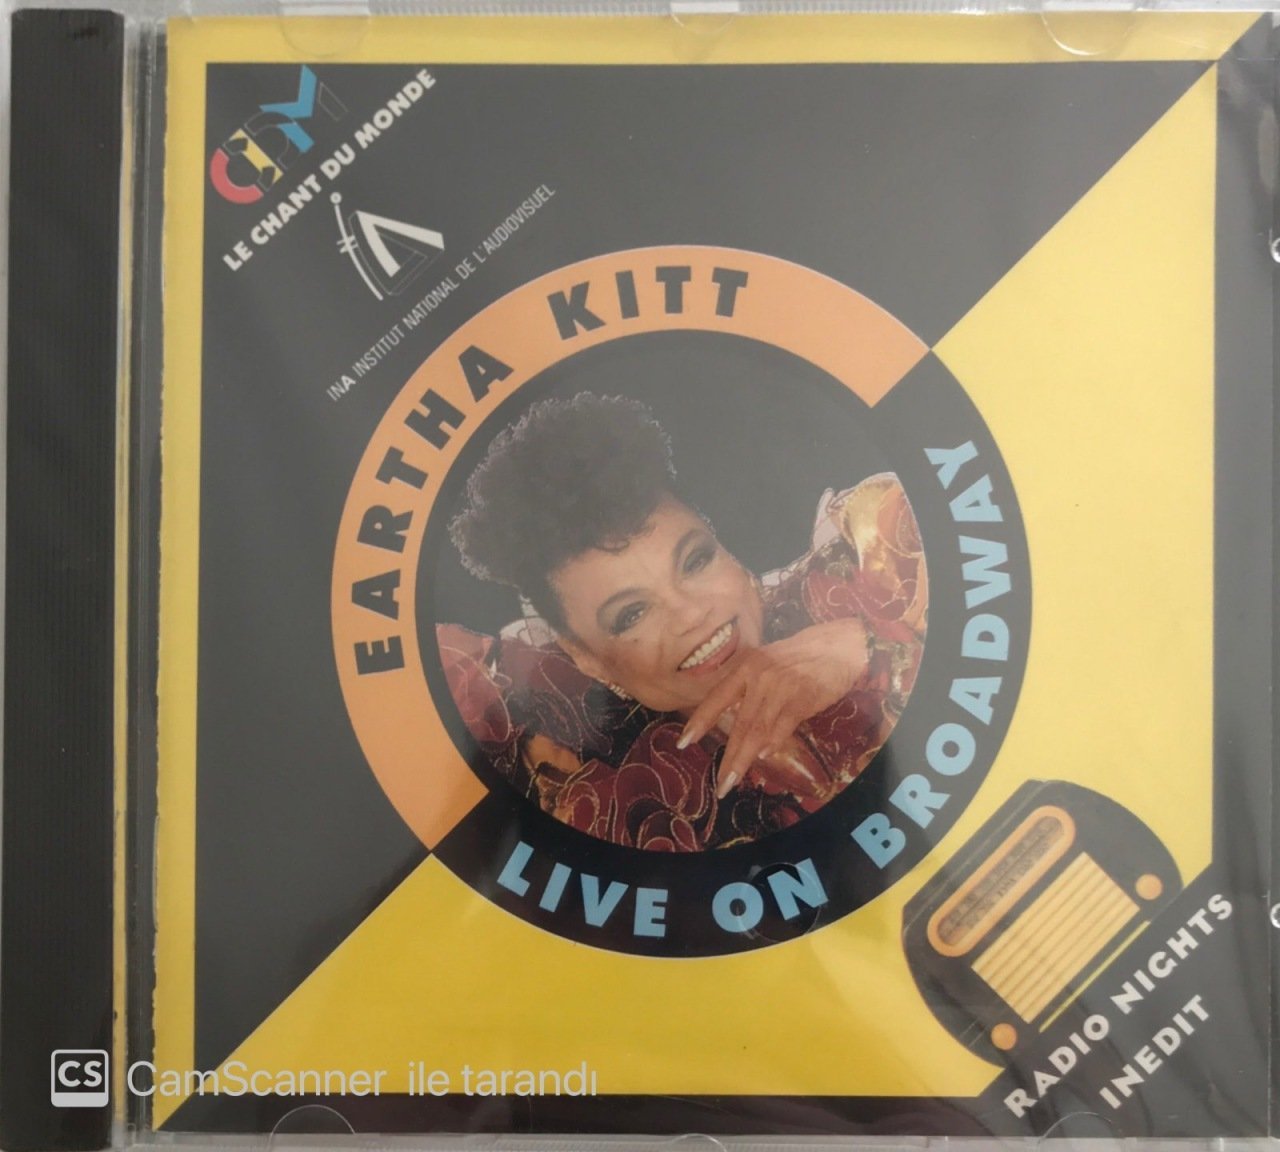 CDM
LE CHANT DU MONDE
INA INSTITUT NATIONAL DE L'AUDIOVISUEL
EARTHA KITT
LIVE ON BROADWAY
RADIO NIGHTS
INEDIT
CS CamScanner ile tarandı